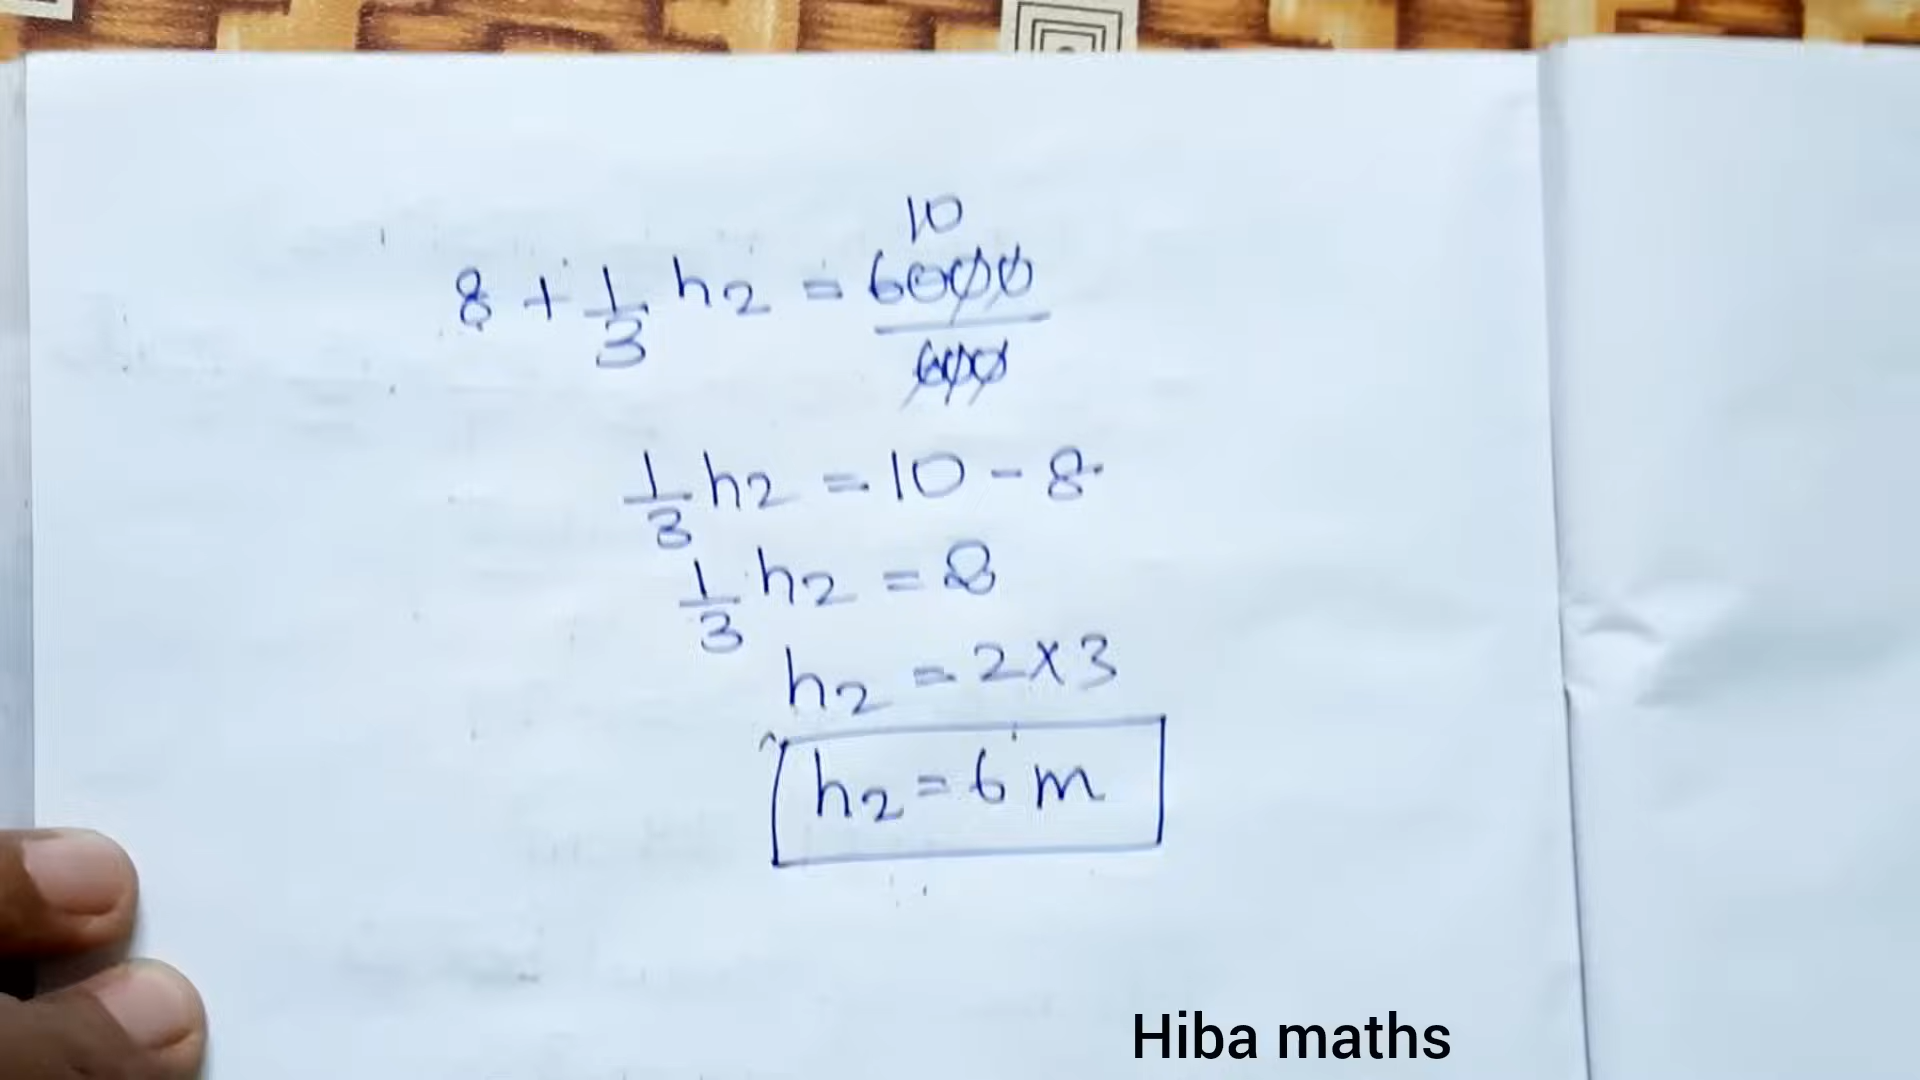 8 + 1/3 h2 = 6000/600 10
1/3 h2 = 10 - 8
1/3 h2 = 2
h2 = 2 x 3
h2 = 6 m
Hiba maths